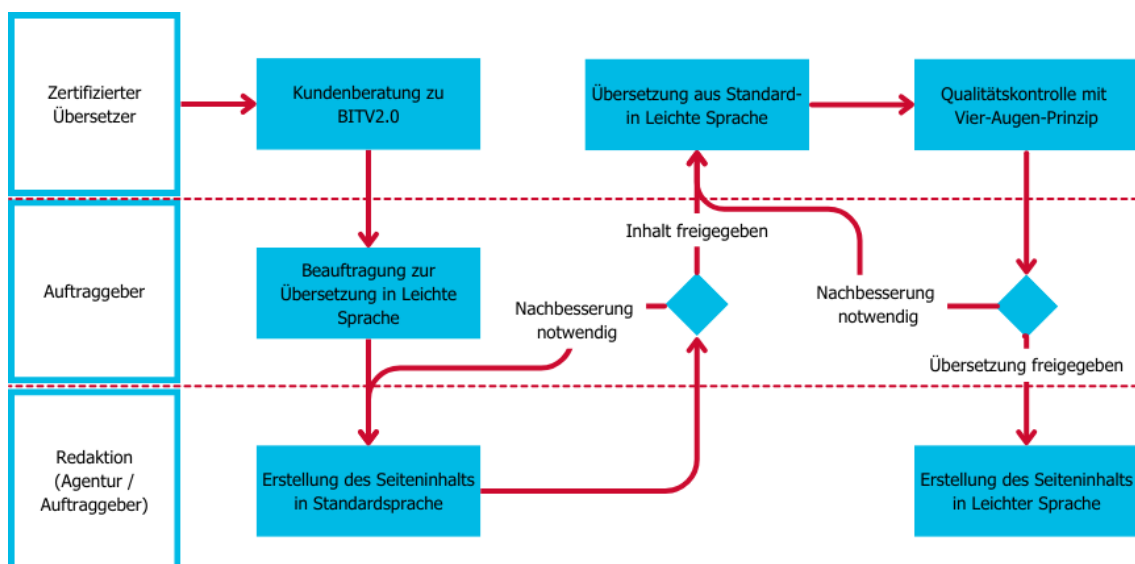 Zertifizierter
Übersetzer
Kundenberatung zu
BITV2.0
Übersetzung aus Standard-
in Leichte Sprache
Qualitätskontrolle mit
Vier-Augen-Prinzip
Auftraggeber
Beauftragung zur
Übersetzung in Leichte
Sprache
Nachbesserung
notwendig
Inhalt freigegeben
Nachbesserung
notwendig
Übersetzung freigegeben
Redaktion
(Agentur /
Auftraggeber)
Erstellung des Seiteninhalts
in Standardsprache
Erstellung des Seiteninhalts
in Leichter Sprache